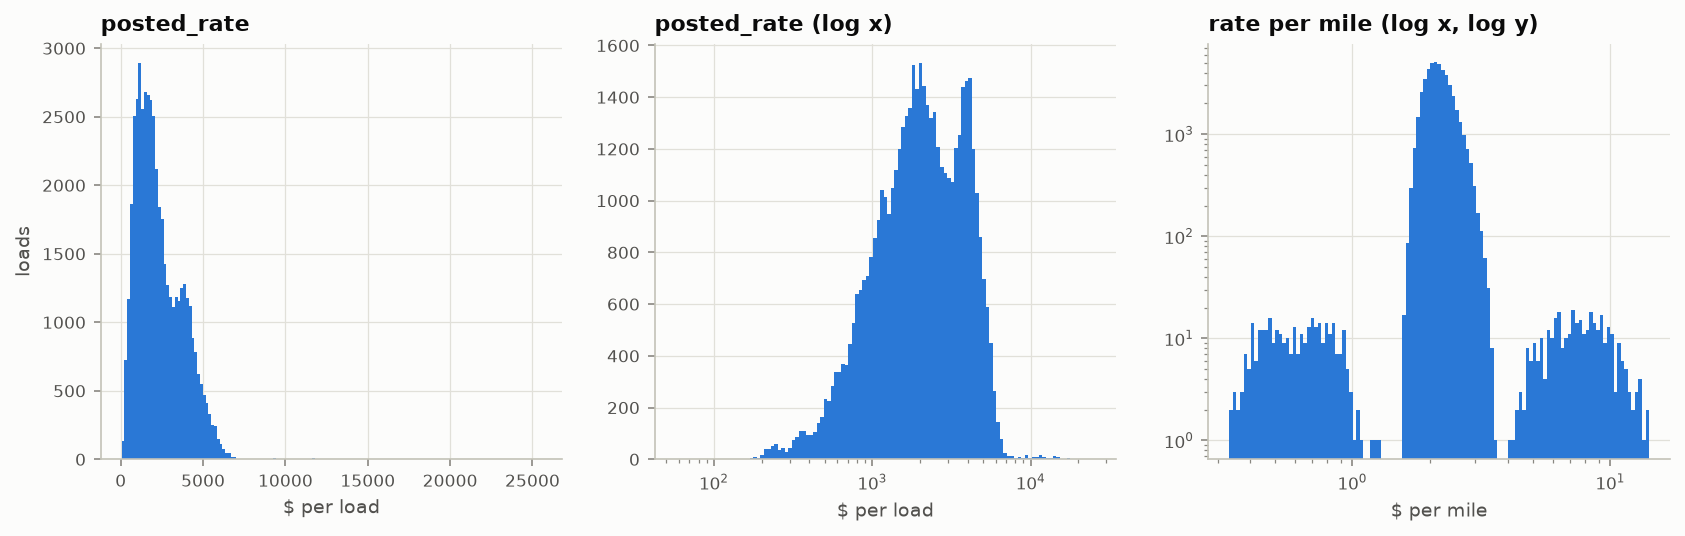 posted_rate
3000
2500
2000
1500
1000
500
0
loads
0 5000 10000 15000 20000 25000
$ per load
posted_rate (log x)
1600
1400
1200
1000
800
600
400
200
0
10² 10³ 10⁴
$ per load
rate per mile (log x, log y)
10³
10²
10¹
10⁰
10⁰ 10¹
$ per mile